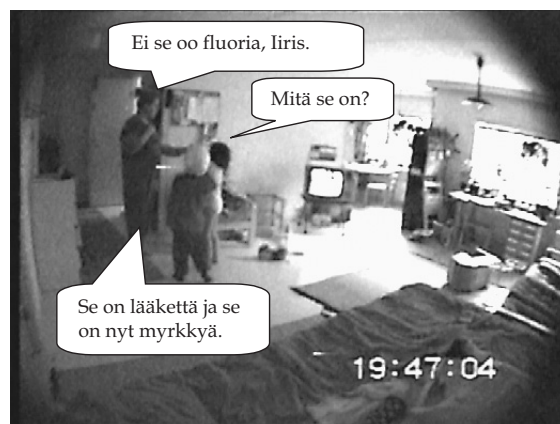 Ei se oo fluoria, Iiris.
Mitä se on?
Se on lääkettä ja se
on nyt myrkkyä.
19:47:04